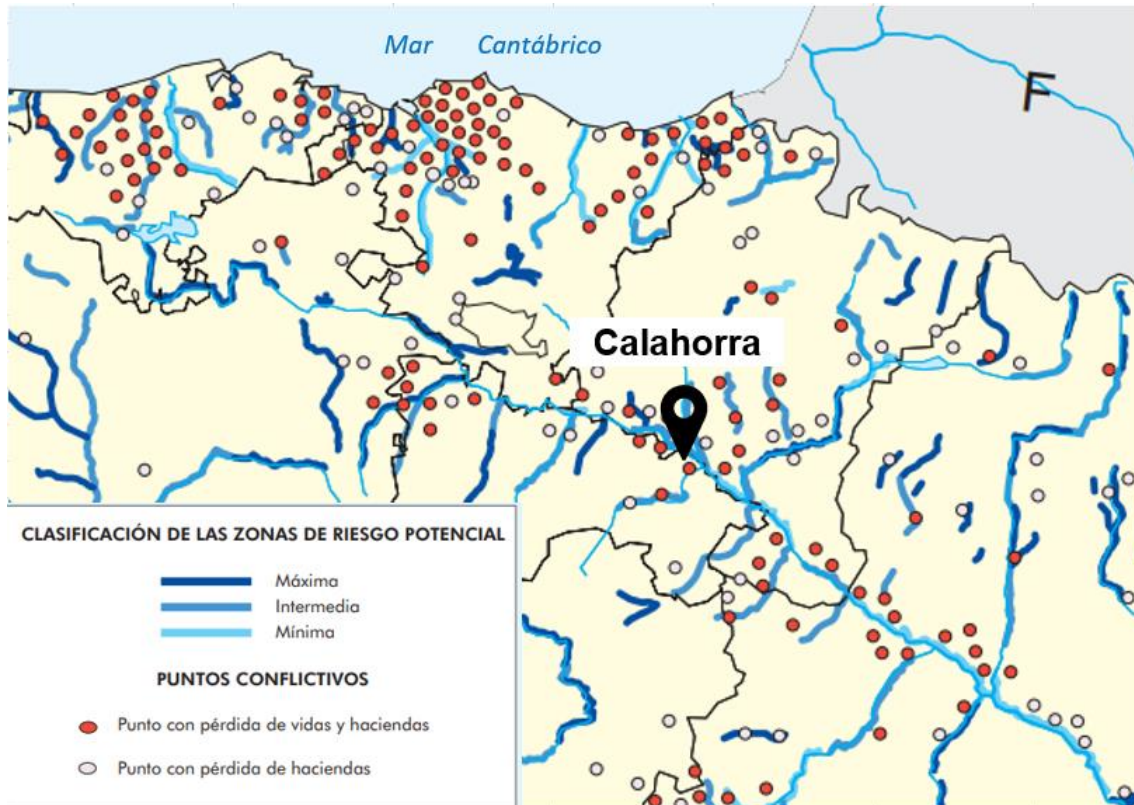 Mar Cantábrico
F
Calahorra
CLASIFICACIÓN DE LAS ZONAS DE RIESGO POTENCIAL
Máxima
Intermedia
Mínima
PUNTOS CONFLICTIVOS
Punto con pérdida de vidas y haciendas
Punto con pérdida de haciendas